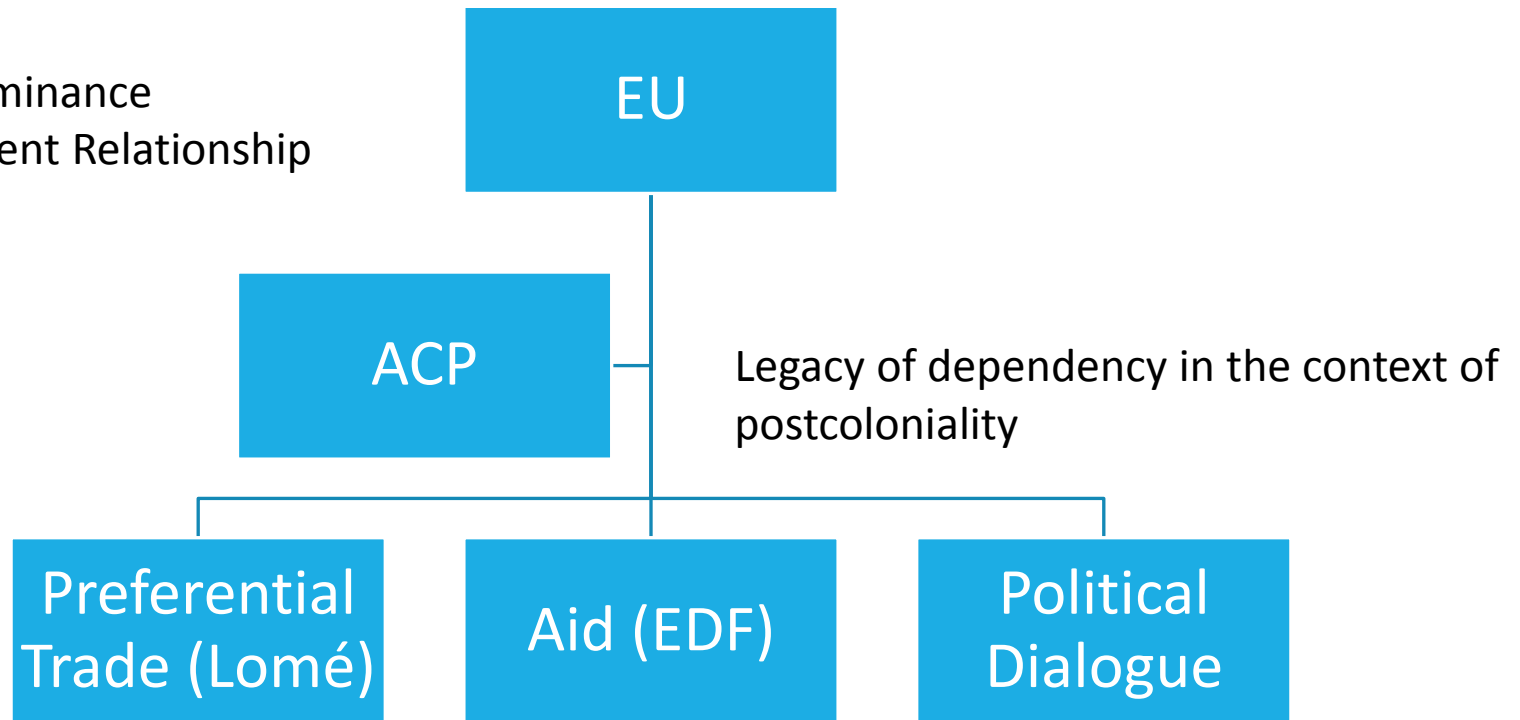 EU
minance
ent Relationship
ACP
Legacy of dependency in the context of
postcoloniality
Preferential
Trade (Lomé)
Aid (EDF)
Political
Dialogue